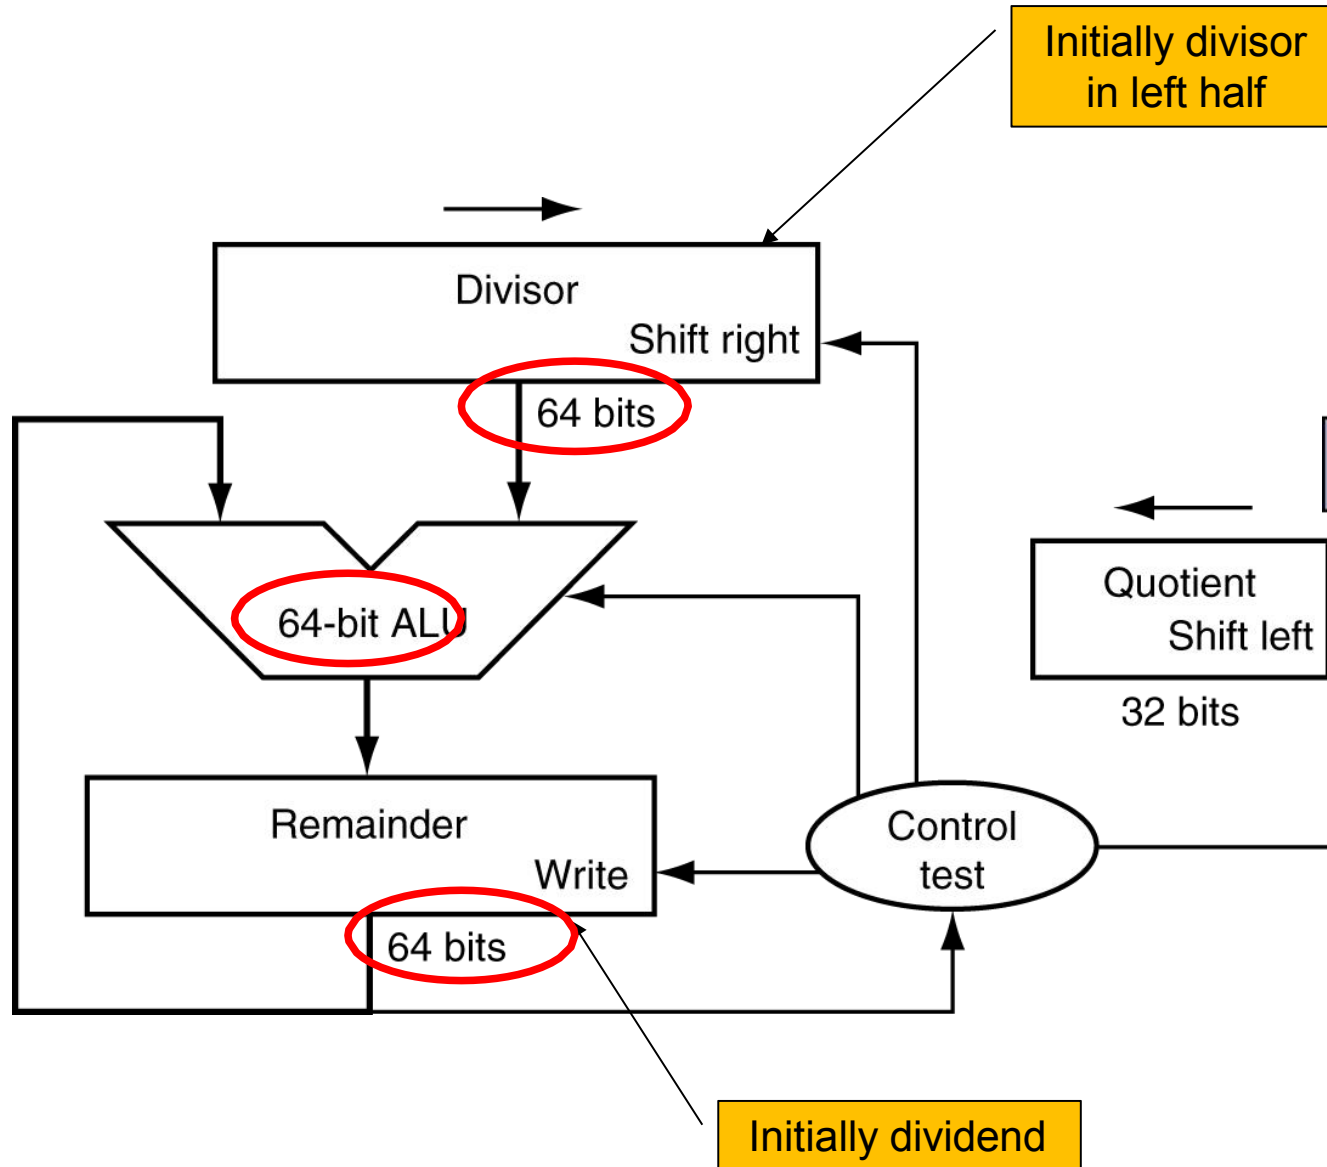 Initially divisor
in left half
Divisor
Shift right
64 bits
64-bit ALU
Quotient
Shift left
32 bits
Remainder
Write
Control
test
64 bits
Initially dividend